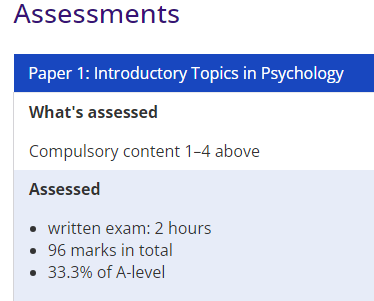 Assessments
Paper 1: Introductory Topics in Psychology
What's assessed
Compulsory content 1–4 above
Assessed
• written exam: 2 hours
• 96 marks in total
• 33.3% of A-level